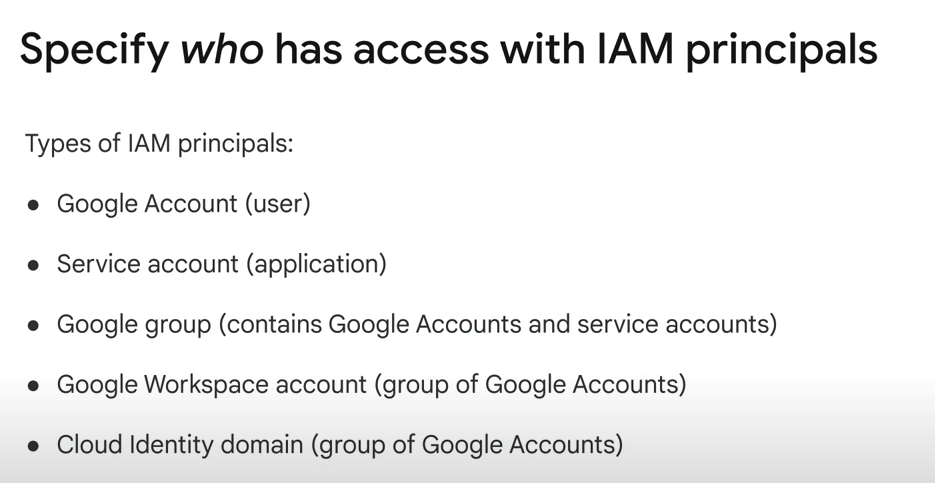 Specify who has access with IAM principals
Types of IAM principals:
● Google Account (user)
● Service account (application)
● Google group (contains Google Accounts and service accounts)
● Google Workspace account (group of Google Accounts)
● Cloud Identity domain (group of Google Accounts)